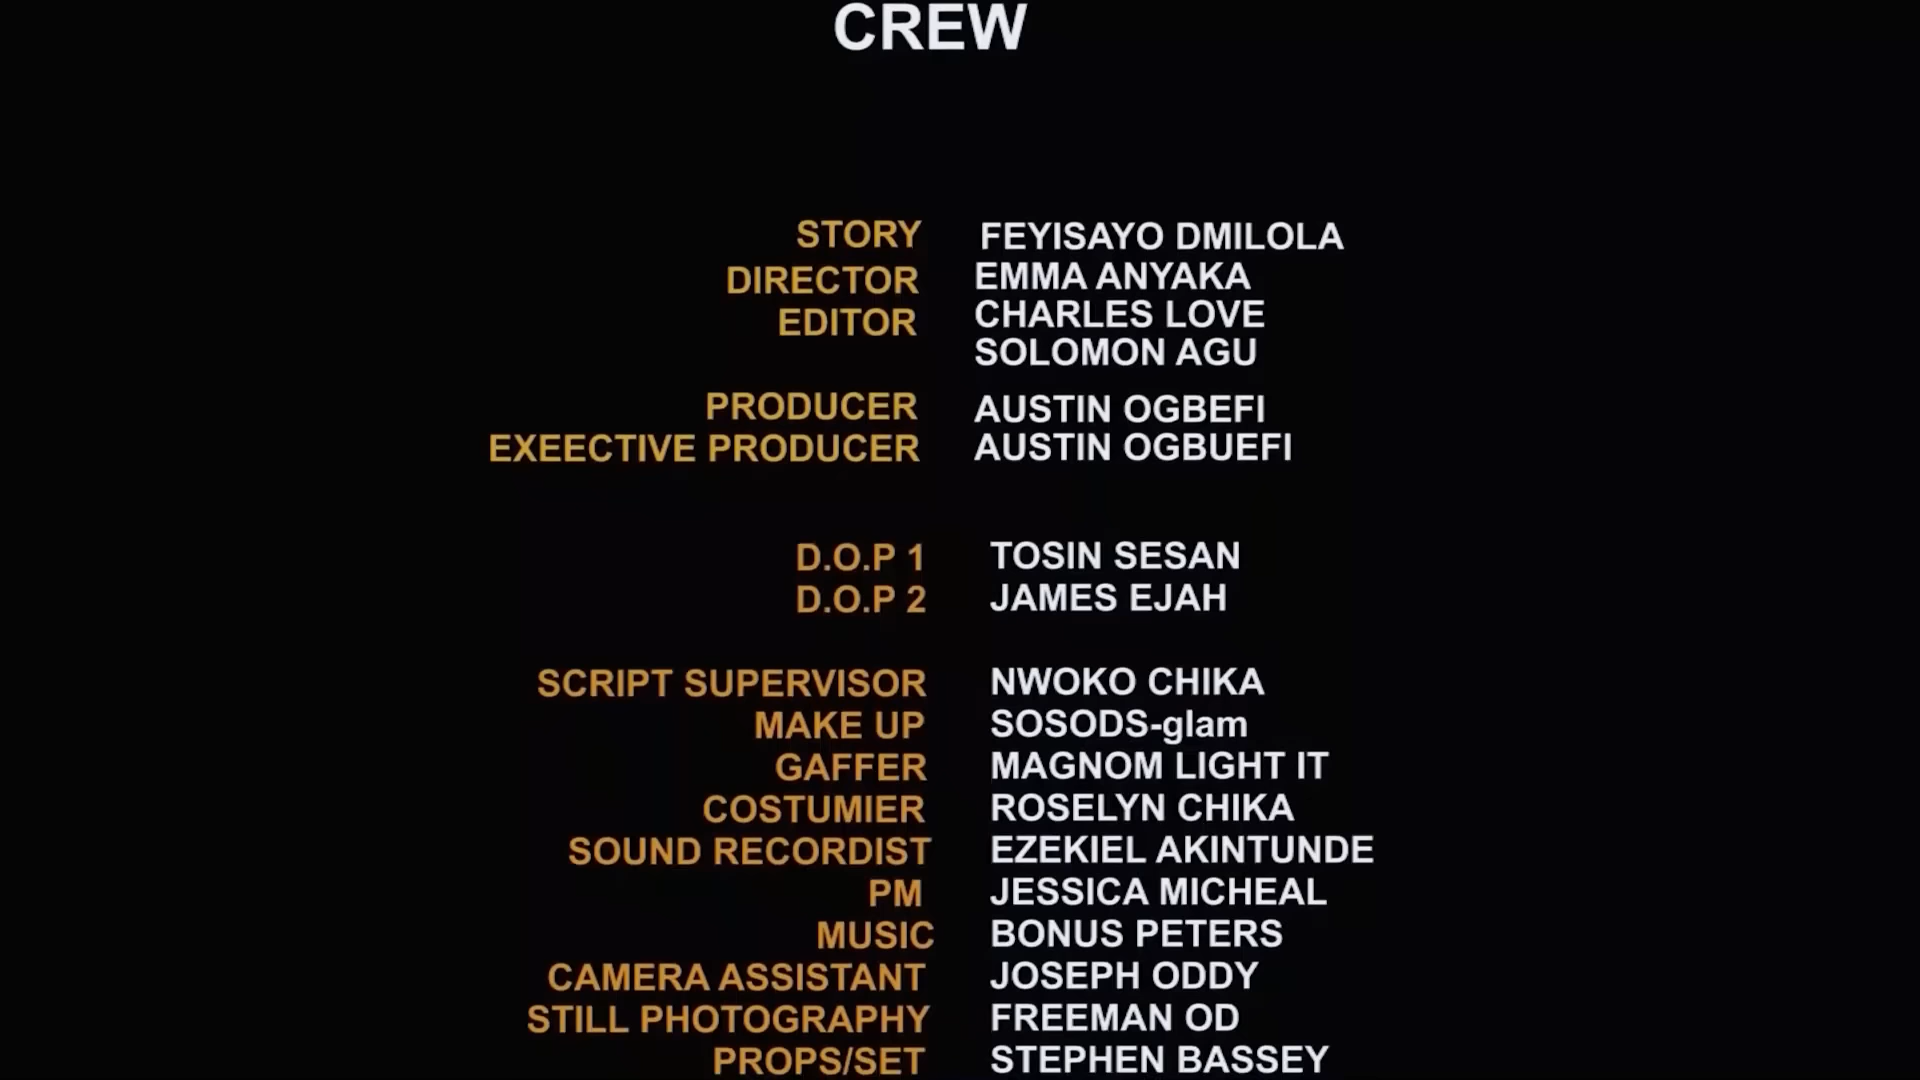 CREW
STORY FEYISAYO DMILOLA
DIRECTOR EMMA ANYAKA
EDITOR CHARLES LOVE
SOLOMON AGU
PRODUCER AUSTIN OGBEFI
EXEECTIVE PRODUCER AUSTIN OGBUEFI
D.O.P 1 TOSIN SESAN
D.O.P 2 JAMES EJAH
SCRIPT SUPERVISOR NWOKO CHIKA
MAKE UP SOSODS-glam
GAFFER MAGNOM LIGHT IT
COSTUMIER ROSELYN CHIKA
SOUND RECORDIST EZEKIEL AKINTUNDE
PM JESSICA MICHEAL
MUSIC BONUS PETERS
CAMERA ASSISTANT JOSEPH ODDY
STILL PHOTOGRAPHY FREEMAN OD
PROPS/SET STEPHEN BASSEY